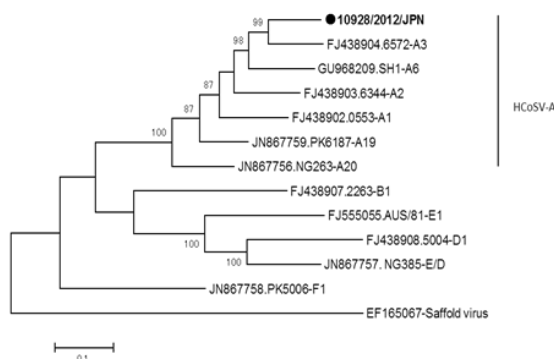 99
10928/2012/JPN
98
FJ438904.6572-A3
GU968209.SH1-A6
87
FJ438903.6344-A2
87
FJ438902.0553-A1
HCoSV-A
100
JN867759.PK6187-A19
JN867756.NG263-A20
FJ438907.2263-B1
FJ555055.AUS/81-E1
100
FJ438908.5004-D1
100
JN867757. NG385-E/D
JN867758.PK5006-F1
EF165067-Saffold virus
0.1